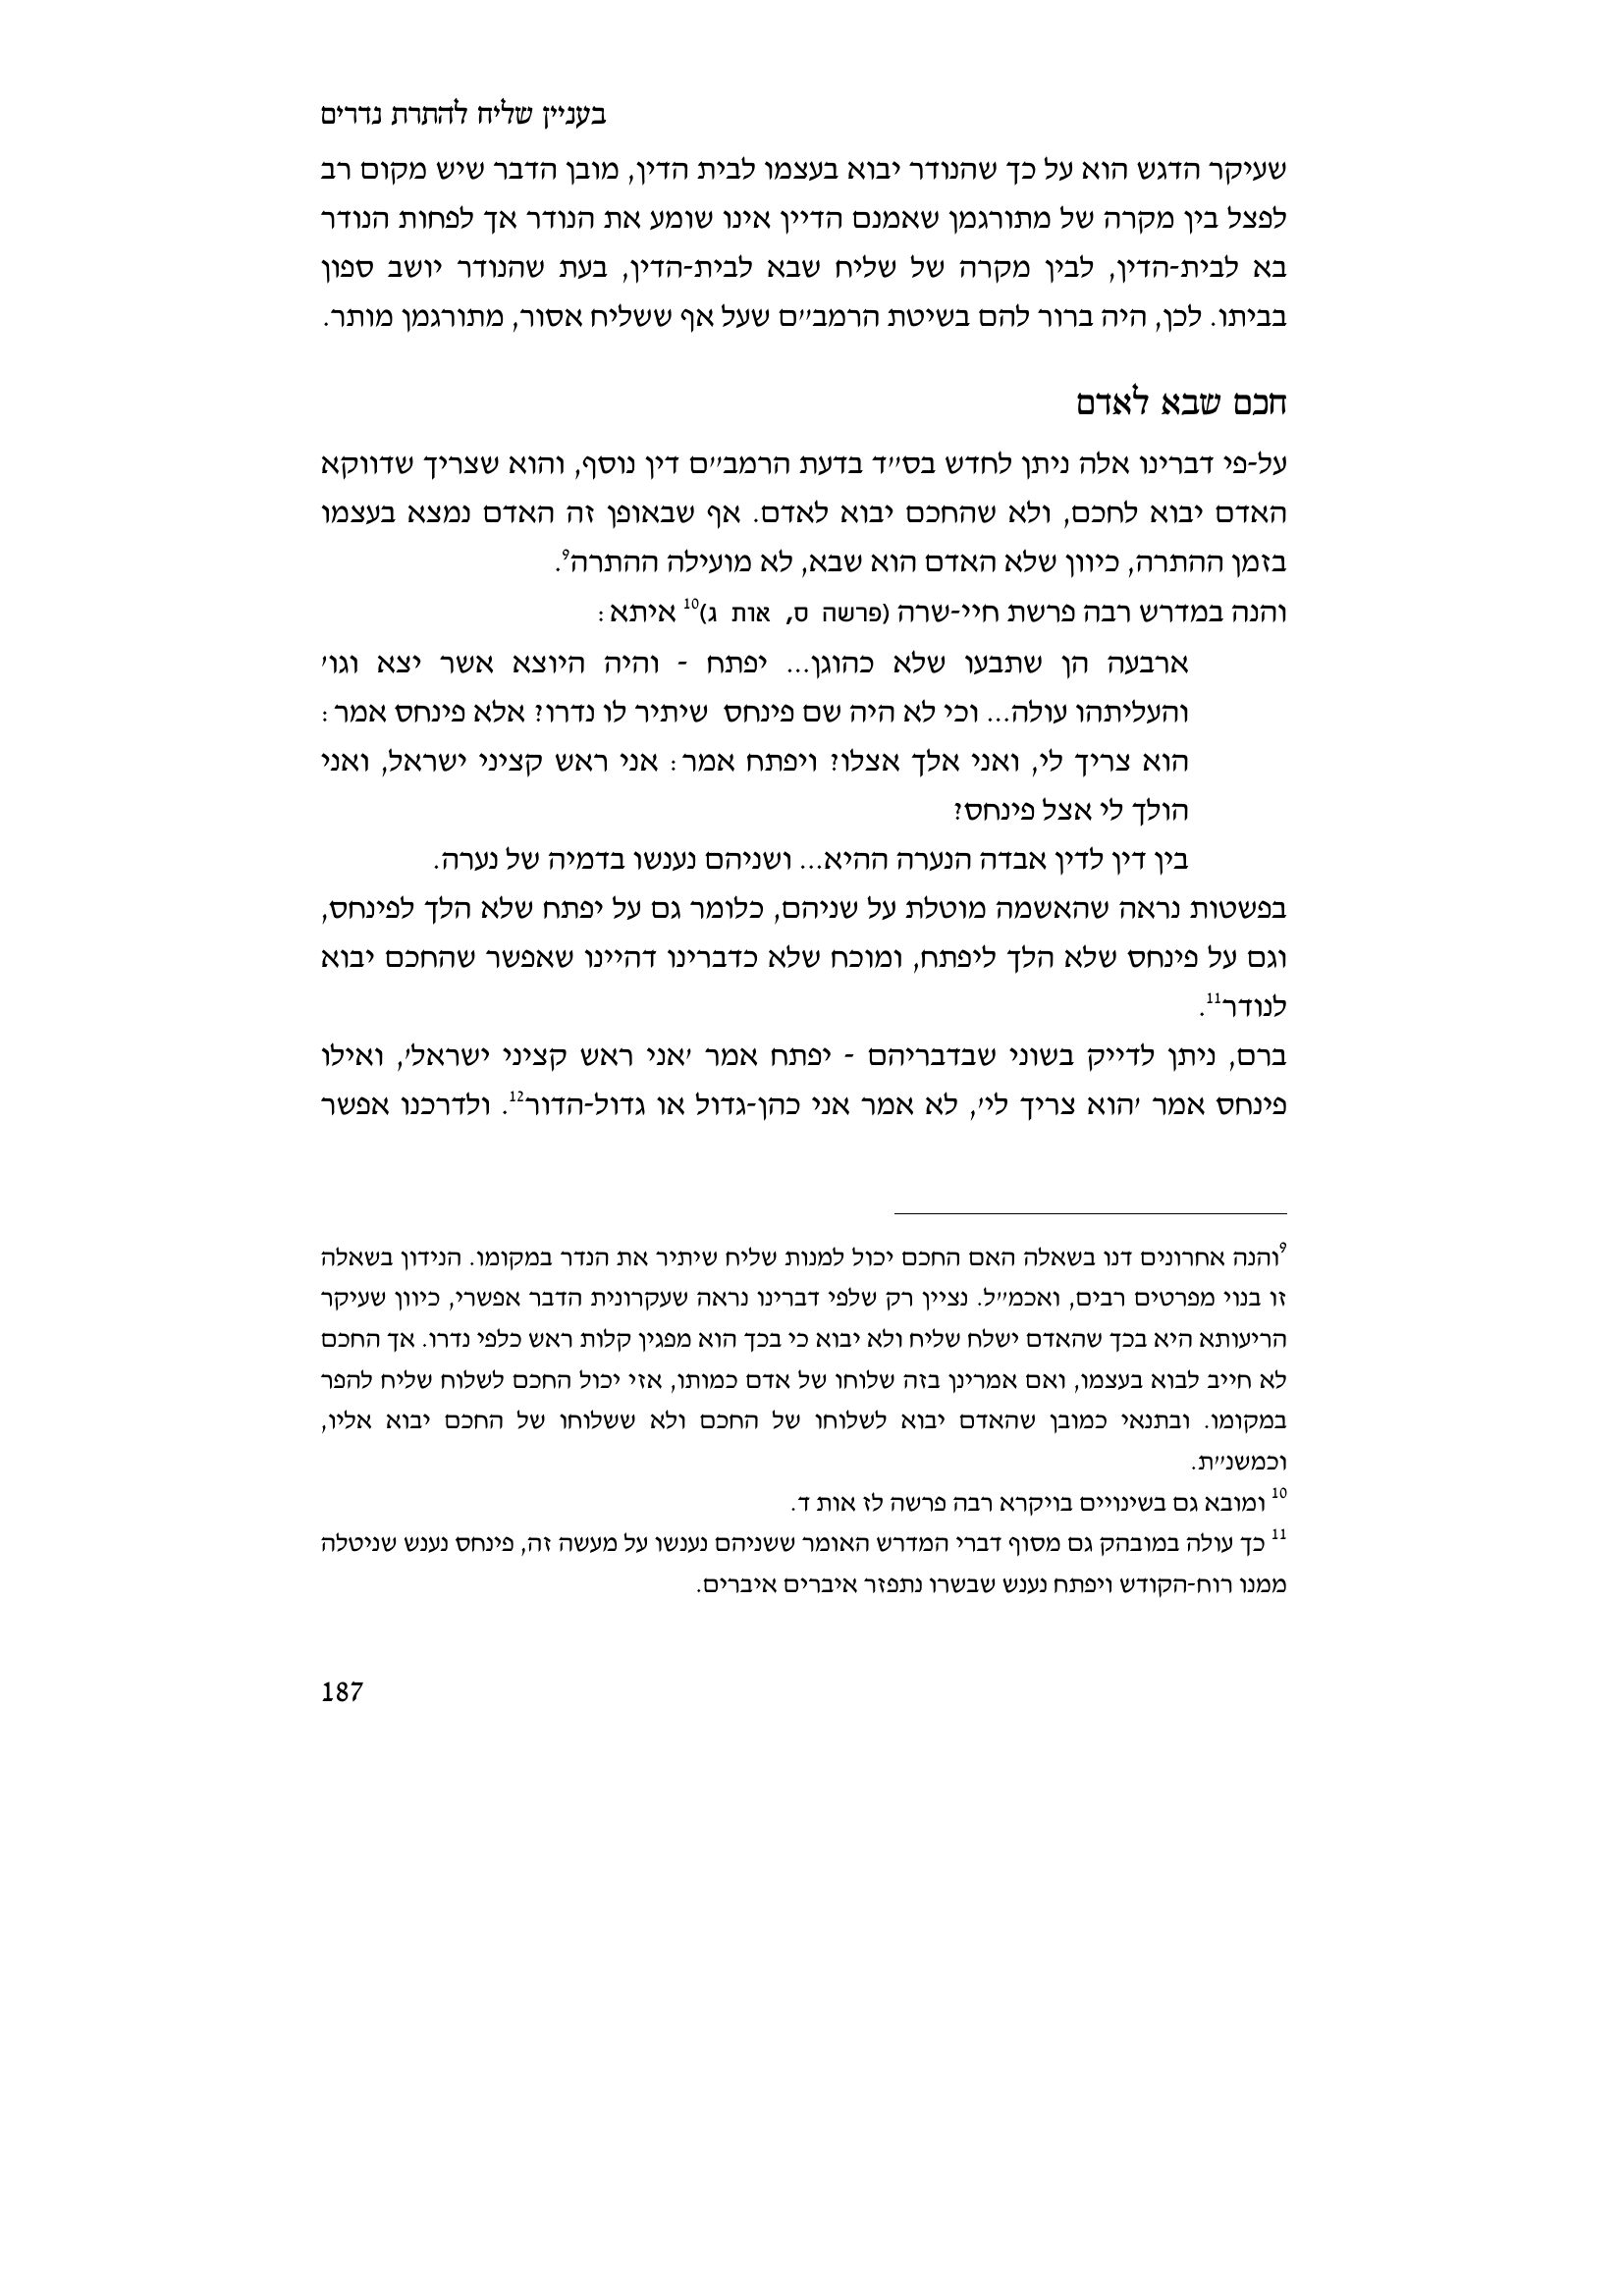 בעניין שליח להתרת נדרים
שעיקר הדגש הוא על כך שהנודר יבוא בעצמו לבית הדין, מובן הדבר שיש מקום רב
לפצל בין מקרה של מתורגמן שאמנם הדיין אינו שומע את הנודר אך לפחות הנודר
בא לבית-הדין, לבין מקרה של שליח שבא לבית-הדין, בעת שהנודר יושב ספון
בביתו. לכן, היה ברור להם בשיטת הרמב״ם שעל אף ששליח אסור, מתורגמן מותר.
חכם שבא לאדם
על-פי דברינו אלה ניתן לחדש בס״ד בדעת הרמב״ם דין נוסף, והוא שצריך שדווקא
האדם יבוא לחכם, ולא שהחכם יבוא לאדם. אף שבאופן זה האדם נמצא בעצמו
בזמן ההתרה, כיוון שלא האדם הוא שבא, לא מועילה ההתרה⁹.
והנה במדרש רבה פרשת חיי-שרה (פרשה ס, אות ג)¹⁰ איתא:
ארבעה הן שתבעו שלא כהוגן... יפתח - והיה היוצא אשר יצא וגו׳
והעליתהו עולה... וכי לא היה שם פינחס שיתיר לו נדרו? אלא פינחס אמר:
הוא צריך לי, ואני אלך אצלו? ויפתח אמר: אני ראש קציני ישראל, ואני
הולך לי אצל פינחס?
בין דין לדין אבדה הנערה ההיא... ושניהם נענשו בדמיה של נערה.
בפשטות נראה שהאשמה מוטלת על שניהם, כלומר גם על יפתח שלא הלך לפינחס,
וגם על פינחס שלא הלך ליפתח, ומוכח שלא כדברינו דהיינו שאפשר שהחכם יבוא
לנודר¹¹.
ברם, ניתן לדייק בשוני שבדבריהם - יפתח אמר ׳אני ראש קציני ישראל׳, ואילו
פינחס אמר ׳הוא צריך לי׳, לא אמר אני כהן-גדול או גדול-הדור¹². ולדרכנו אפשר
⁹והנה אחרונים דנו בשאלה האם החכם יכול למנות שליח שיתיר את הנדר במקומו. הנידון בשאלה
זו בנוי מפרטים רבים, ואכמ״ל. נציין רק שלפי דברינו נראה שעקרונית הדבר אפשרי, כיוון שעיקר
הריעותא היא בכך שהאדם ישלח שליח ולא יבוא כי בכך הוא מפגין קלות ראש כלפי נדרו. אך החכם
לא חייב לבוא בעצמו, ואם אמרינן בזה שלוחו של אדם כמותו, אזי יכול החכם לשלוח שליח להפר
במקומו. ובתנאי כמובן שהאדם יבוא לשלוחו של החכם ולא ששלוחו של החכם יבוא אליו,
וכמשנ״ת.
¹⁰ ומובא גם בשינויים בויקרא רבה פרשה לז אות ד.
¹¹ כך עולה במובהק גם מסוף דברי המדרש האומר ששניהם נענשו על מעשה זה, פינחס נענש שניטלה
ממנו רוח-הקודש ויפתח נענש שבשרו נתפזר איברים איברים.
187